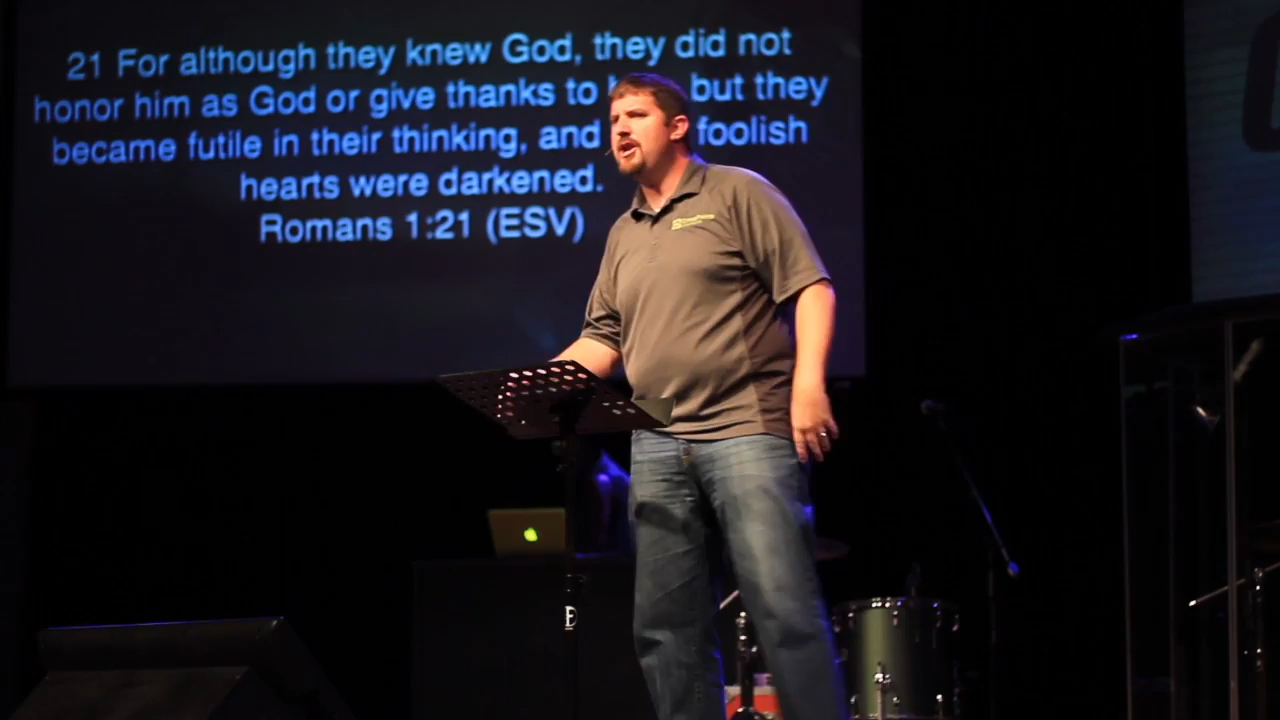 21 For although they knew God, they did not
honor him as God or give thanks to but they
became futile in their thinking, and foolish
hearts were darkened.
Romans 1:21 (ESV)